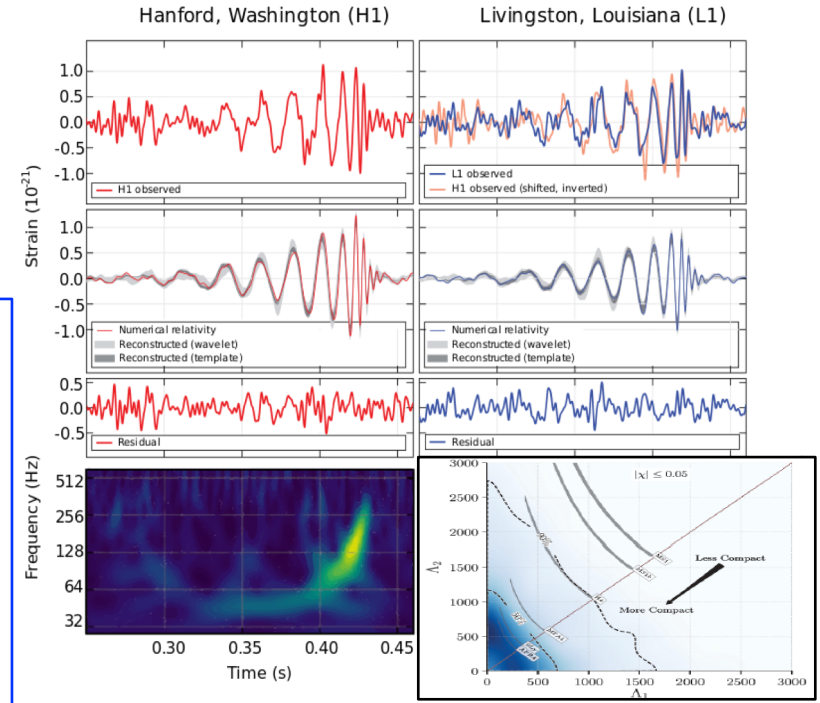 Hanford, Washington (H1)
Livingston, Louisiana (L1)
Strain (10⁻²¹)
1.0
0.5
0.0
-0.5
-1.0
H1 observed
L1 observed
H1 observed (shifted, inverted)
1.0
0.5
0.0
-0.5
-1.0
Numerical relativity
Reconstructed (wavelet)
Reconstructed (template)
Numerical relativity
Reconstructed (wavelet)
Reconstructed (template)
0.5
0.0
-0.5
Residual
Residual
Frequency (Hz)
512
256
128
64
32
0.30
0.35
0.40
0.45
Time (s)
3000
2500
2000
1500
1000
500
0
Λ₂
|χ| ≤ 0.05
Less Compact
More Compact
MS1
MS1b
H4
MPA1
0
500
1000
1500
2000
2500
3000
Λ₁